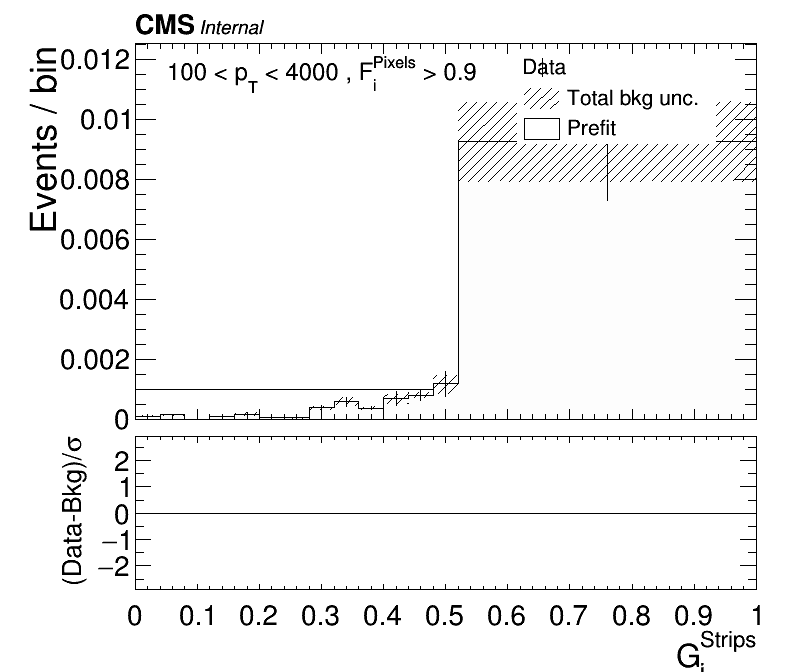 CMS Internal
100 < p_T < 4000 , F_i^Pixels > 0.9
Data
Total bkg unc.
Prefit
Events / bin
0.012
0.01
0.008
0.006
0.004
0.002
0
(Data-Bkg)/σ
2
1
0
−1
−2
0 0.1 0.2 0.3 0.4 0.5 0.6 0.7 0.8 0.9 1
G_i^Strips